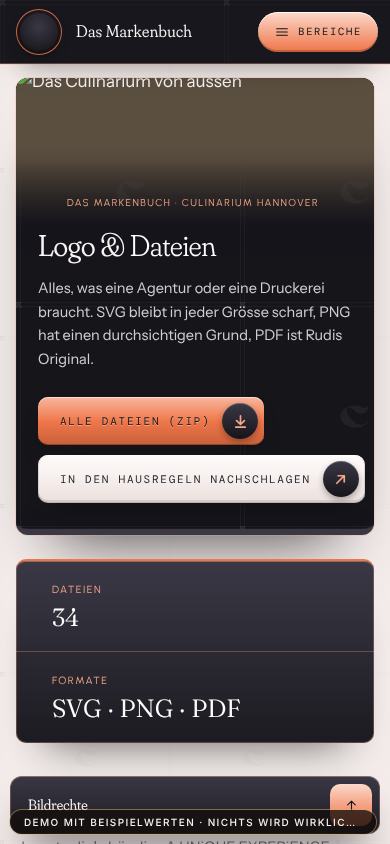 Das Markenbuch
BEREICHE
Das Culinarium von aussen
DAS MARKENBUCH · CULINARIUM HANNOVER
Logo & Dateien
Alles, was eine Agentur oder eine Druckerei
braucht. SVG bleibt in jeder Grösse scharf, PNG
hat einen durchsichtigen Grund, PDF ist Rudis
Original.
ALLE DATEIEN (ZIP)
IN DEN HAUSREGELN NACHSCHLAGEN
DATEIEN
34
FORMATE
SVG · PNG · PDF
Bildrechte
DEMO MIT BEISPIELWERTEN · NICHTS WIRD WIRKLIC…